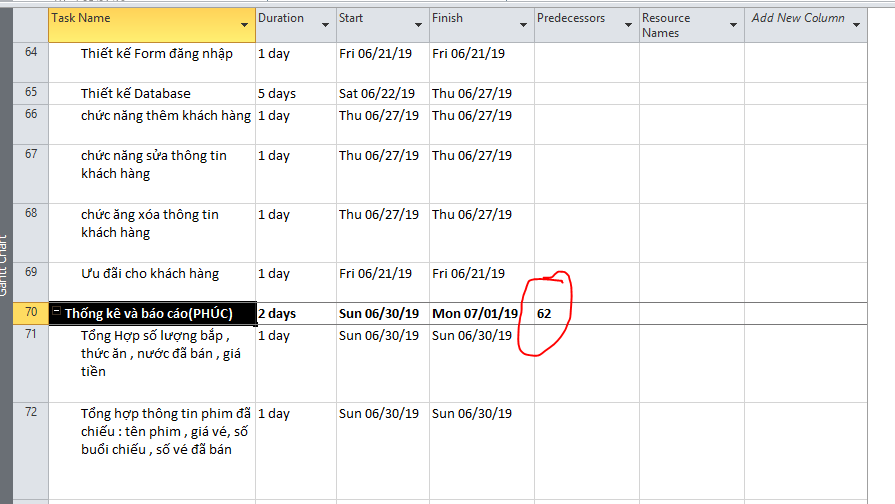 Task Name Duration Start Finish Predecessors Resource Names Add New Column
64 Thiết kế Form đăng nhập 1 day Fri 06/21/19 Fri 06/21/19
65 Thiết kế Database 5 days Sat 06/22/19 Thu 06/27/19
66 chức năng thêm khách hàng 1 day Thu 06/27/19 Thu 06/27/19
67 chức năng sửa thông tin 1 day Thu 06/27/19 Thu 06/27/19
khách hàng
68 chức ăng xóa thông tin 1 day Thu 06/27/19 Thu 06/27/19
khách hàng
69 Ưu đãi cho khách hàng 1 day Fri 06/21/19 Fri 06/21/19
70 Thống kê và báo cáo(PHÚC) 2 days Sun 06/30/19 Mon 07/01/19 62
71 Tổng Hợp số lượng bắp , 1 day Sun 06/30/19 Sun 06/30/19
thức ăn , nước đã bán , giá
tiền
72 Tổng hợp thông tin phim đã 1 day Sun 06/30/19 Sun 06/30/19
chiếu : tên phim , giá vé, số
buổi chiếu , số vé đã bán
Gantt Chart